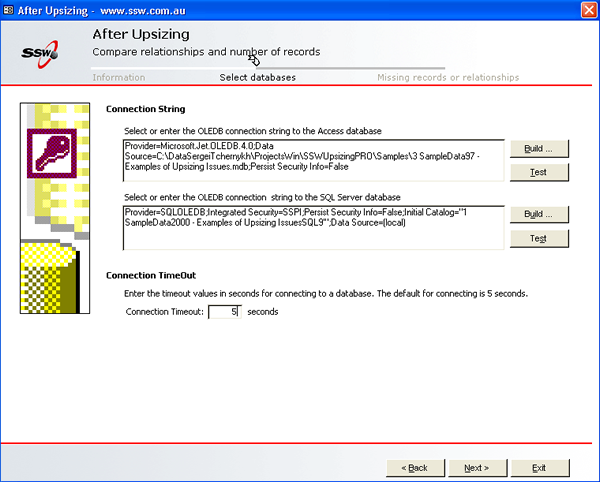 After Upsizing - www.ssw.com.au
After Upsizing
Compare relationships and number of records
SSW
Information Select databases Missing records or relationships
Connection String
Select or enter the OLEDB connection string to the Access database
Provider=Microsoft.Jet.OLEDB.4.0;Data
Source=C:\DataSergeiTchernykh\ProjectsWin\SSWUpsizingPRO\Samples\3 SampleData97 -
Examples of Upsizing Issues.mdb;Persist Security Info=False
Build ...
Test
Select or enter the OLEDB connection string to the SQL Server database
Provider=SQLOLEDB;Integrated Security=SSPI;Persist Security Info=False;Initial Catalog="1
SampleData2000 - Examples of Upsizing IssuesSQL9";Data Source=(local)
Build ...
Test
Connection TimeOut
Enter the timeout values in seconds for connecting to a database. The default for connecting is 5 seconds.
Connection Timeout: 5 seconds
< Back Next > Exit